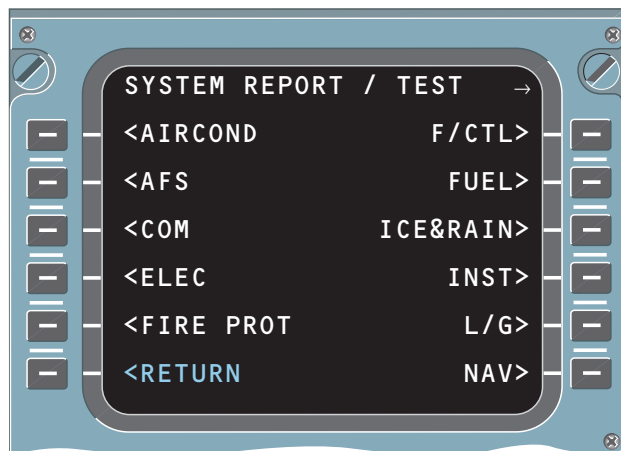 SYSTEM REPORT / TEST →
<AIRCOND F/CTL>
<AFS FUEL>
<COM ICE&RAIN>
<ELEC INST>
<FIRE PROT L/G>
<RETURN NAV>